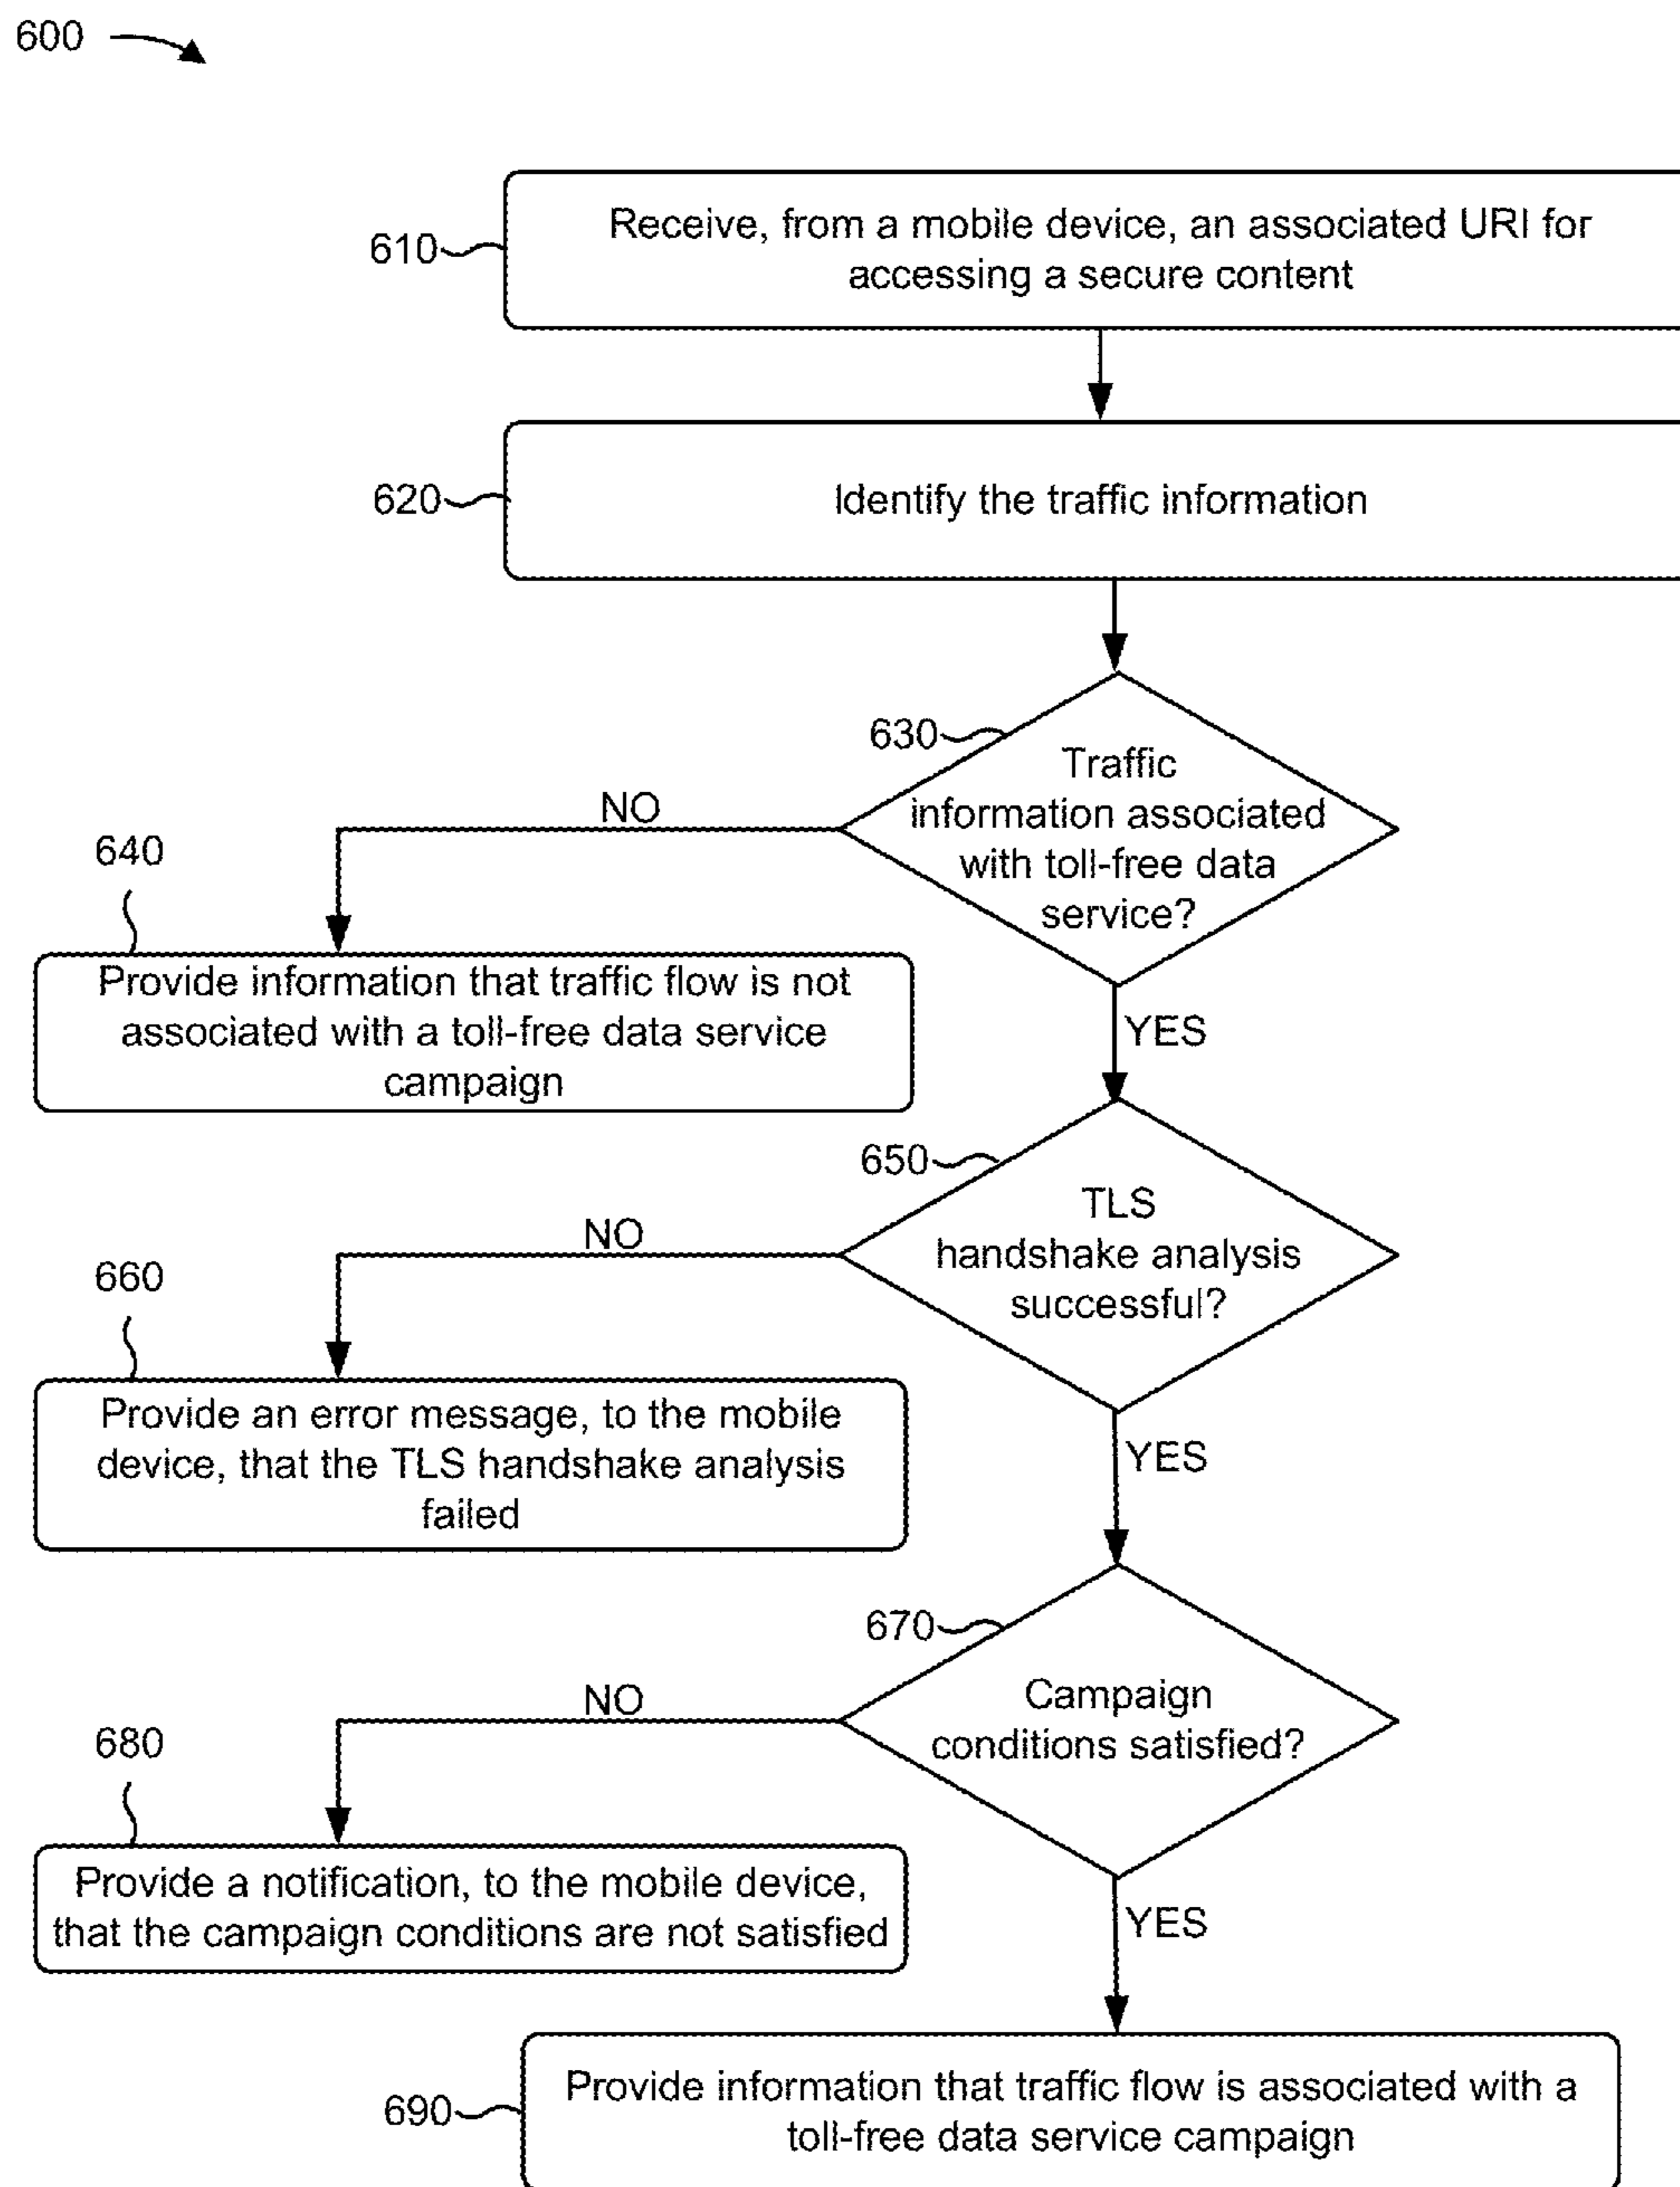 600
610
Receive, from a mobile device, an associated URI for
accessing a secure content
620
Identify the traffic information
630
Traffic
information associated
with toll-free data
service?
NO
640
Provide information that traffic flow is not
associated with a toll-free data service
campaign
YES
650
TLS
handshake analysis
successful?
NO
660
Provide an error message, to the mobile
device, that the TLS handshake analysis
failed
YES
670
Campaign
conditions satisfied?
NO
680
Provide a notification, to the mobile device,
that the campaign conditions are not satisfied
YES
690
Provide information that traffic flow is associated with a
toll-free data service campaign